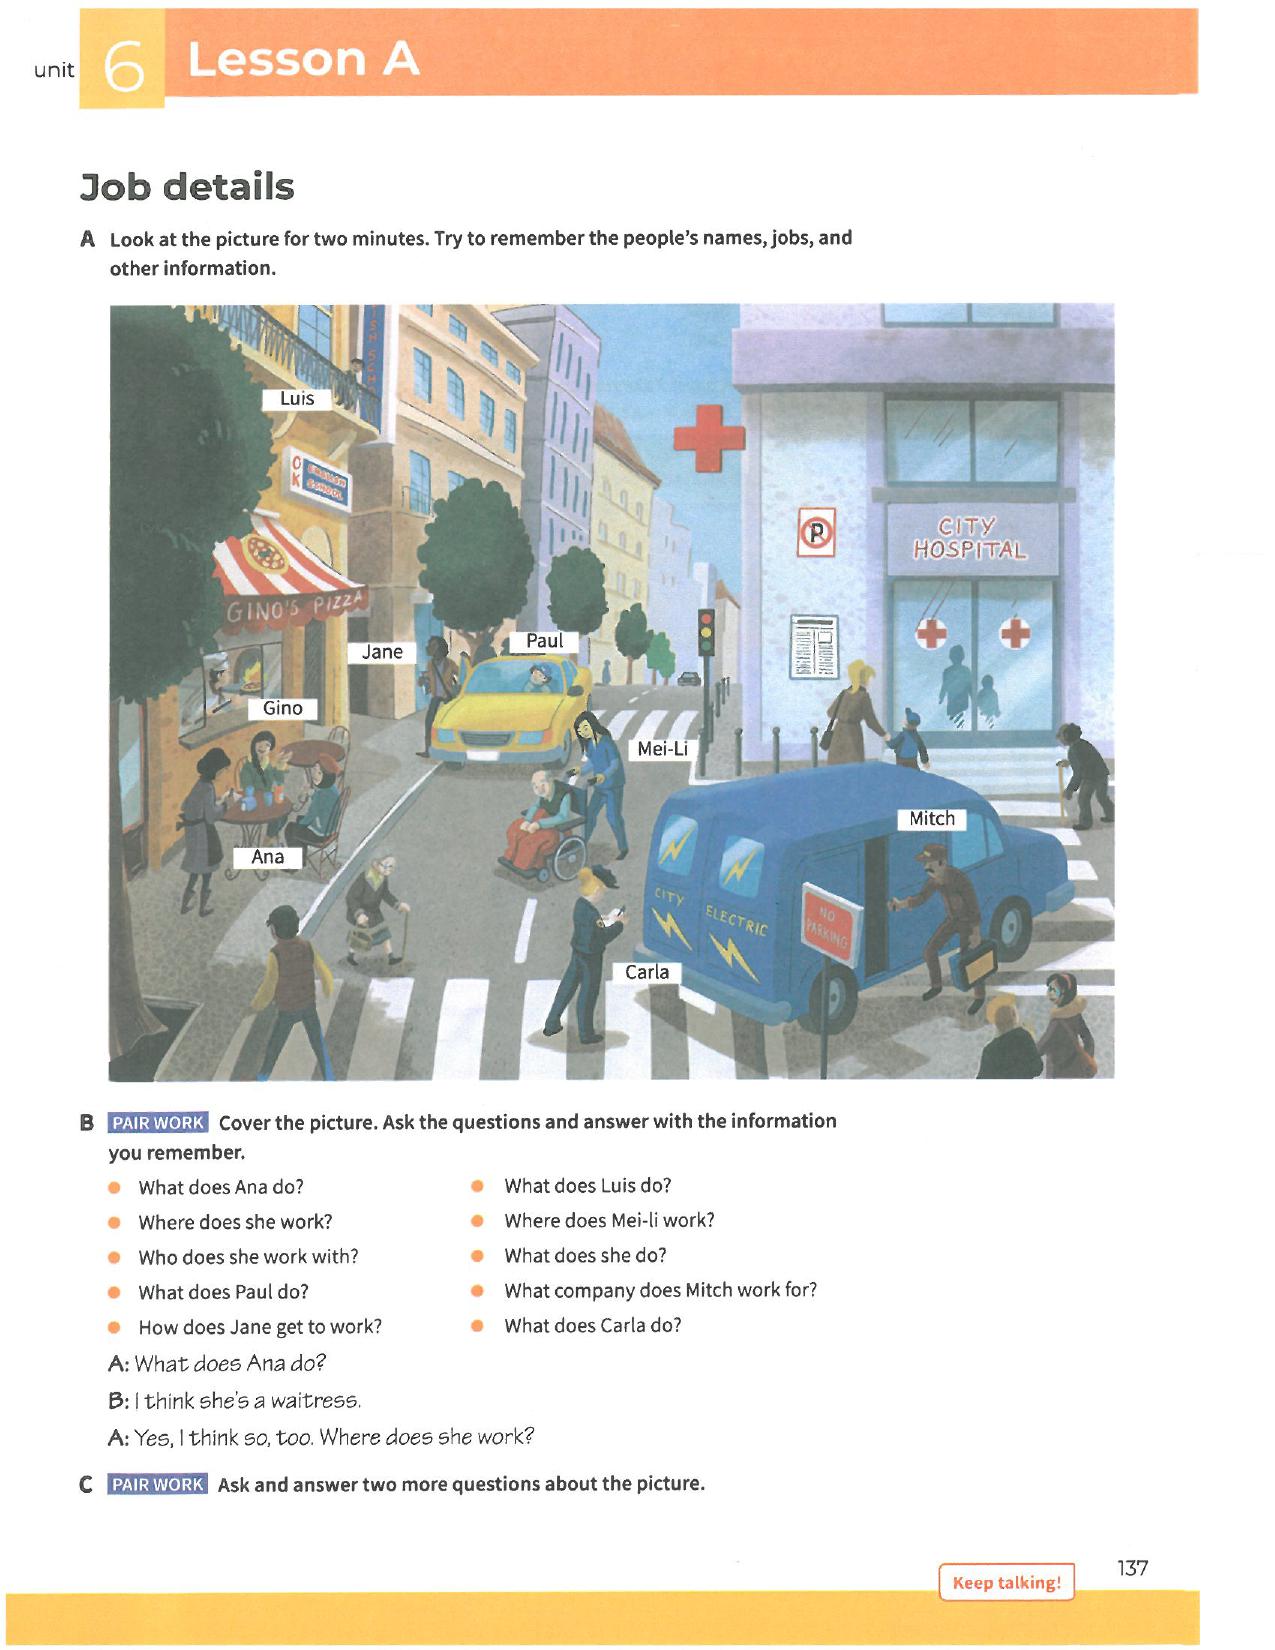 unit 6 Lesson A
Job details
A Look at the picture for two minutes. Try to remember the people's names, jobs, and
other information.
Luis
OK ENGLISH SCHOOL
GINO'S PIZZA
Jane
Paul
Gino
Mei-Li
P
CITY
HOSPITAL
Mitch
Ana
CITY ELECTRIC
NO
PARKING
Carla
B PAIR WORK Cover the picture. Ask the questions and answer with the information
you remember.
• What does Ana do?
• Where does she work?
• Who does she work with?
• What does Paul do?
• How does Jane get to work?
• What does Luis do?
• Where does Mei-li work?
• What does she do?
• What company does Mitch work for?
• What does Carla do?
A: What does Ana do?
B: I think she's a waitress.
A: Yes, I think so, too. Where does she work?
C PAIR WORK Ask and answer two more questions about the picture.
Keep talking!
137